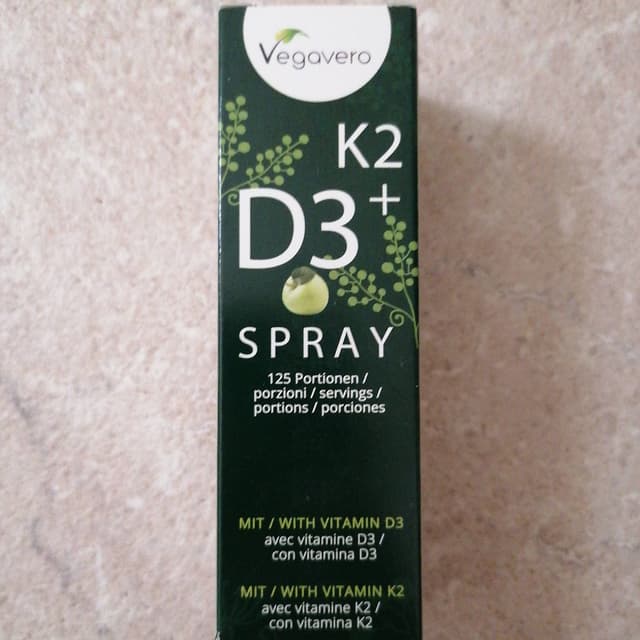 Vegavero
K2
D3+
SPRAY
125 Portionen /
porzioni / servings /
portions / porciones
MIT / WITH VITAMIN D3
avec vitamine D3 /
con vitamina D3
MIT / WITH VITAMIN K2
avec vitamine K2 /
con vitamina K2